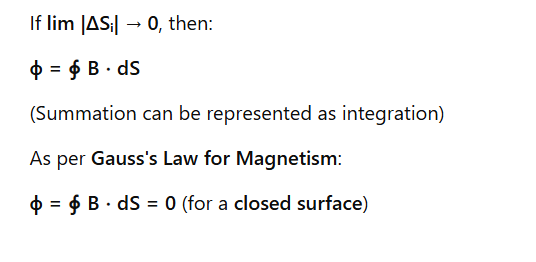 If lim |ΔSᵢ| → 0, then:
ϕ = ∮ B · dS
(Summation can be represented as integration)
As per Gauss's Law for Magnetism:
ϕ = ∮ B · dS = 0 (for a closed surface)